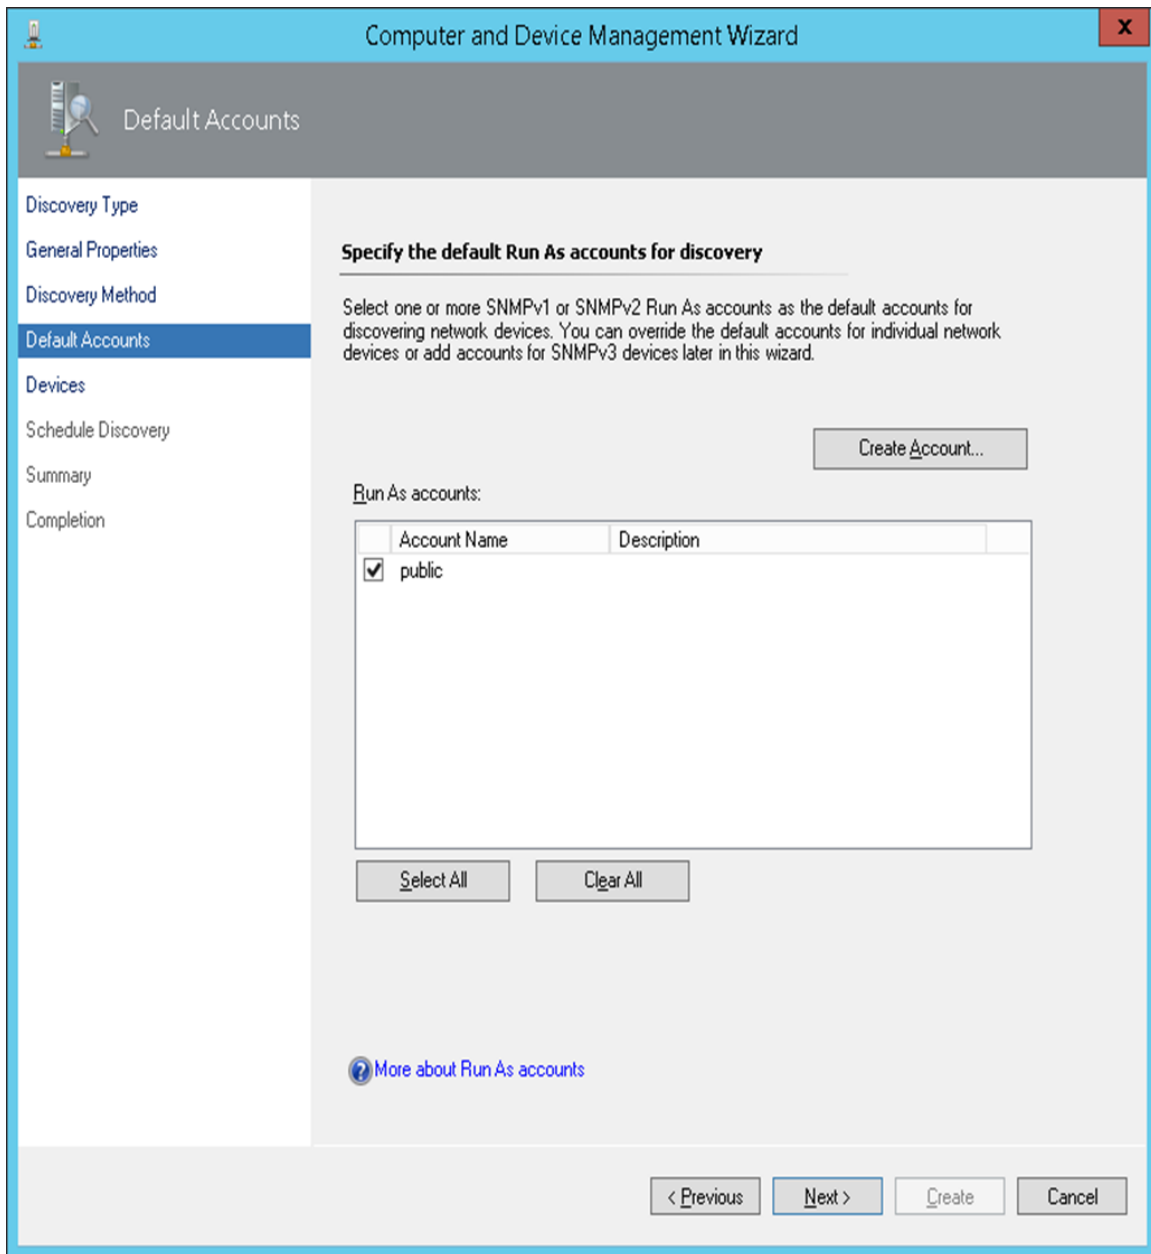 Computer and Device Management Wizard
x
Default Accounts
Discovery Type
General Properties
Discovery Method
Default Accounts
Devices
Schedule Discovery
Summary
Completion
Specify the default Run As accounts for discovery
Select one or more SNMPv1 or SNMPv2 Run As accounts as the default accounts for
discovering network devices. You can override the default accounts for individual network
devices or add accounts for SNMPv3 devices later in this wizard.
Create Account...
Run As accounts:
Account Name Description
public
Select All Clear All
? More about Run As accounts
< Previous Next > Create Cancel